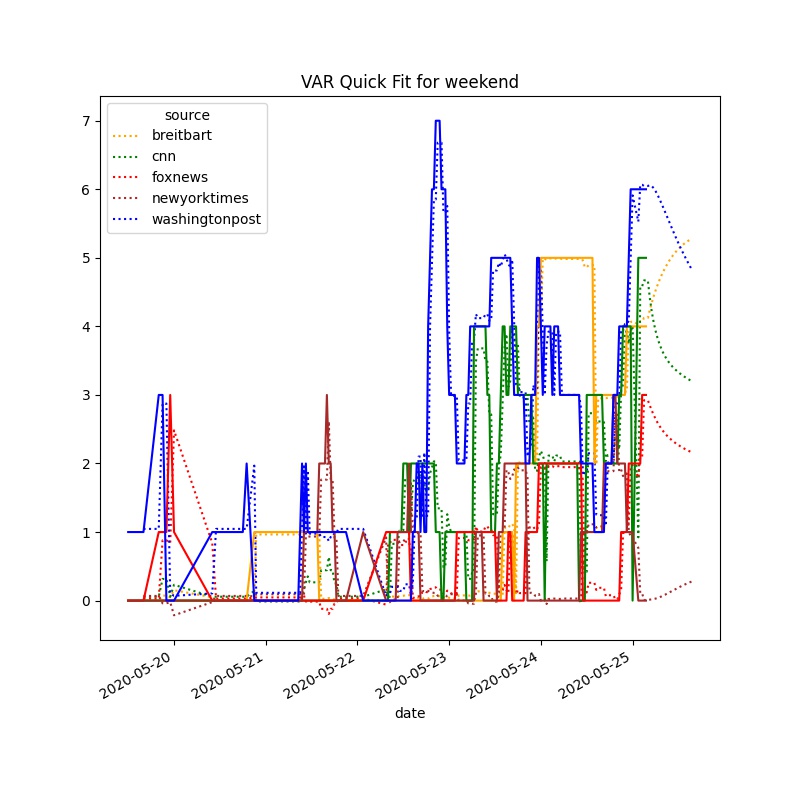 VAR Quick Fit for weekend
source
breitbart
cnn
foxnews
newyorktimes
washingtonpost
7
6
5
4
3
2
1
0
2020-05-20
2020-05-21
2020-05-22
2020-05-23
2020-05-24
2020-05-25
date